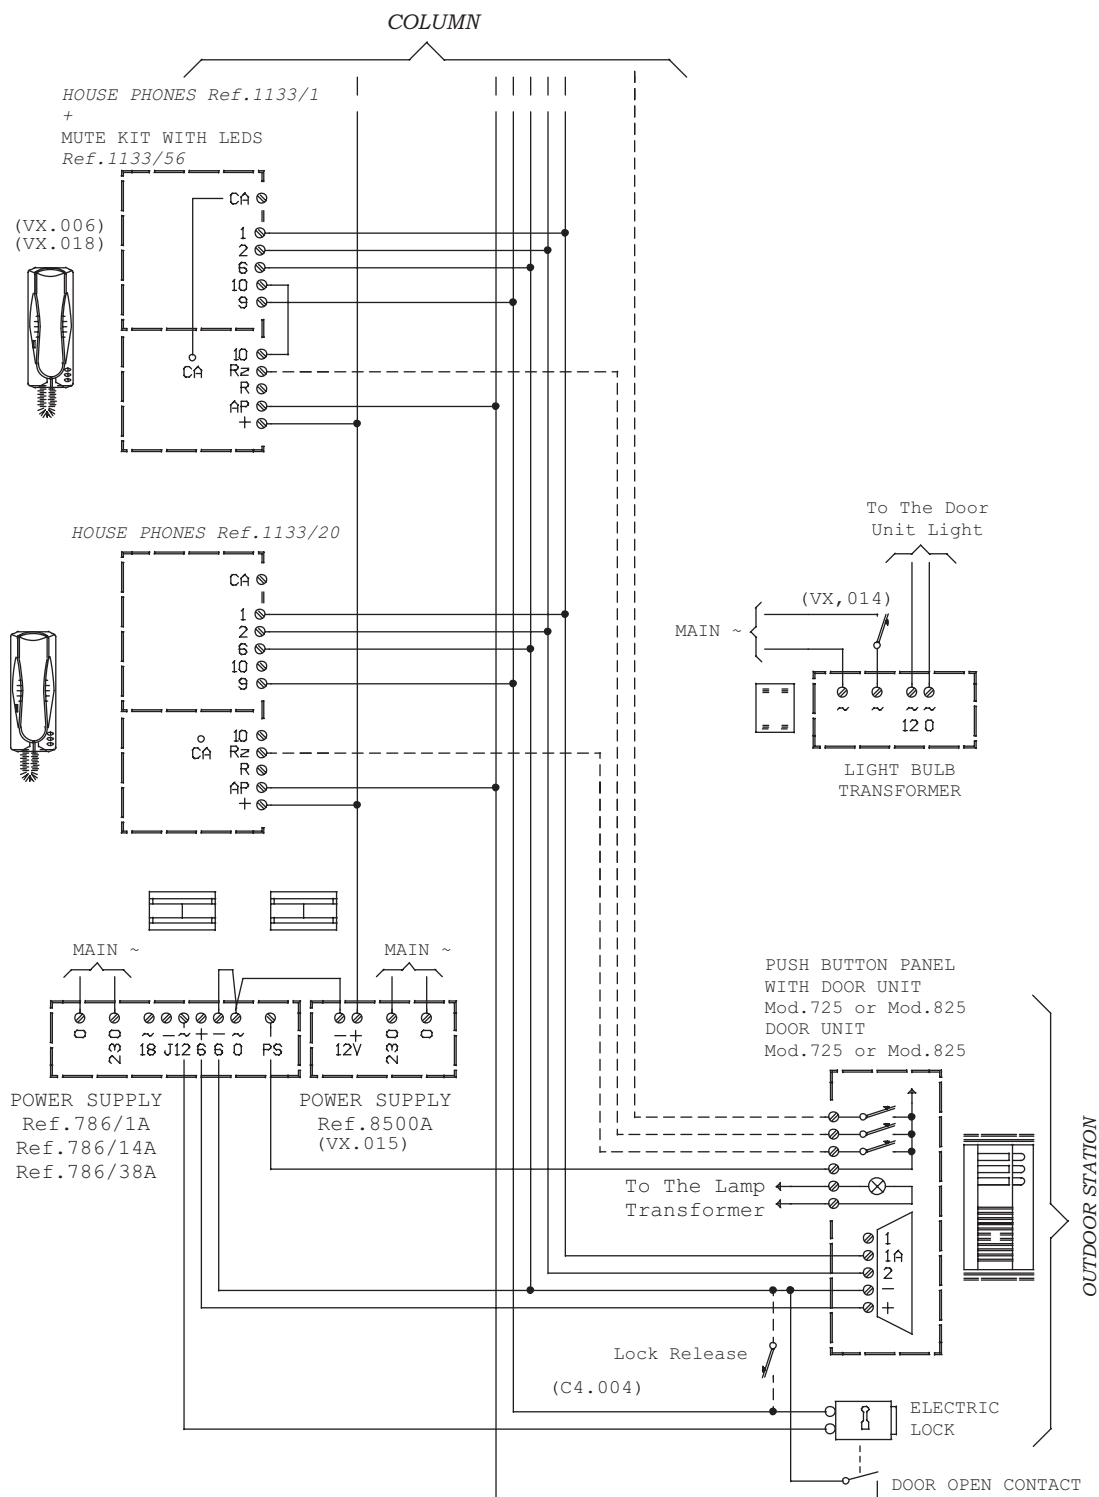 COLUMN
HOUSE PHONES Ref.1133/1
+
MUTE KIT WITH LEDS
Ref.1133/56
(VX.006)
(VX.018)
CA
1
2
6
10
9
CA
10
Rz
R
AP
+
HOUSE PHONES Ref.1133/20
CA
1
2
6
10
9
CA
10
Rz
R
AP
+
To The Door
Unit Light
(VX,014)
MAIN ~
~ ~ ~ ~
12 0
LIGHT BULB
TRANSFORMER
MAIN ~
MAIN ~
0 230 ~ – ~ + – ~
18 J 12 6 6 0 PS
– +
12V 230 0
POWER SUPPLY
Ref.786/1A
Ref.786/14A
Ref.786/38A
POWER SUPPLY
Ref.8500A
(VX.015)
PUSH BUTTON PANEL
WITH DOOR UNIT
Mod.725 or Mod.825
DOOR UNIT
Mod.725 or Mod.825
To The Lamp
Transformer
1
1A
2
–
+
OUTDOOR STATION
Lock Release
(C4.004)
ELECTRIC
LOCK
DOOR OPEN CONTACT